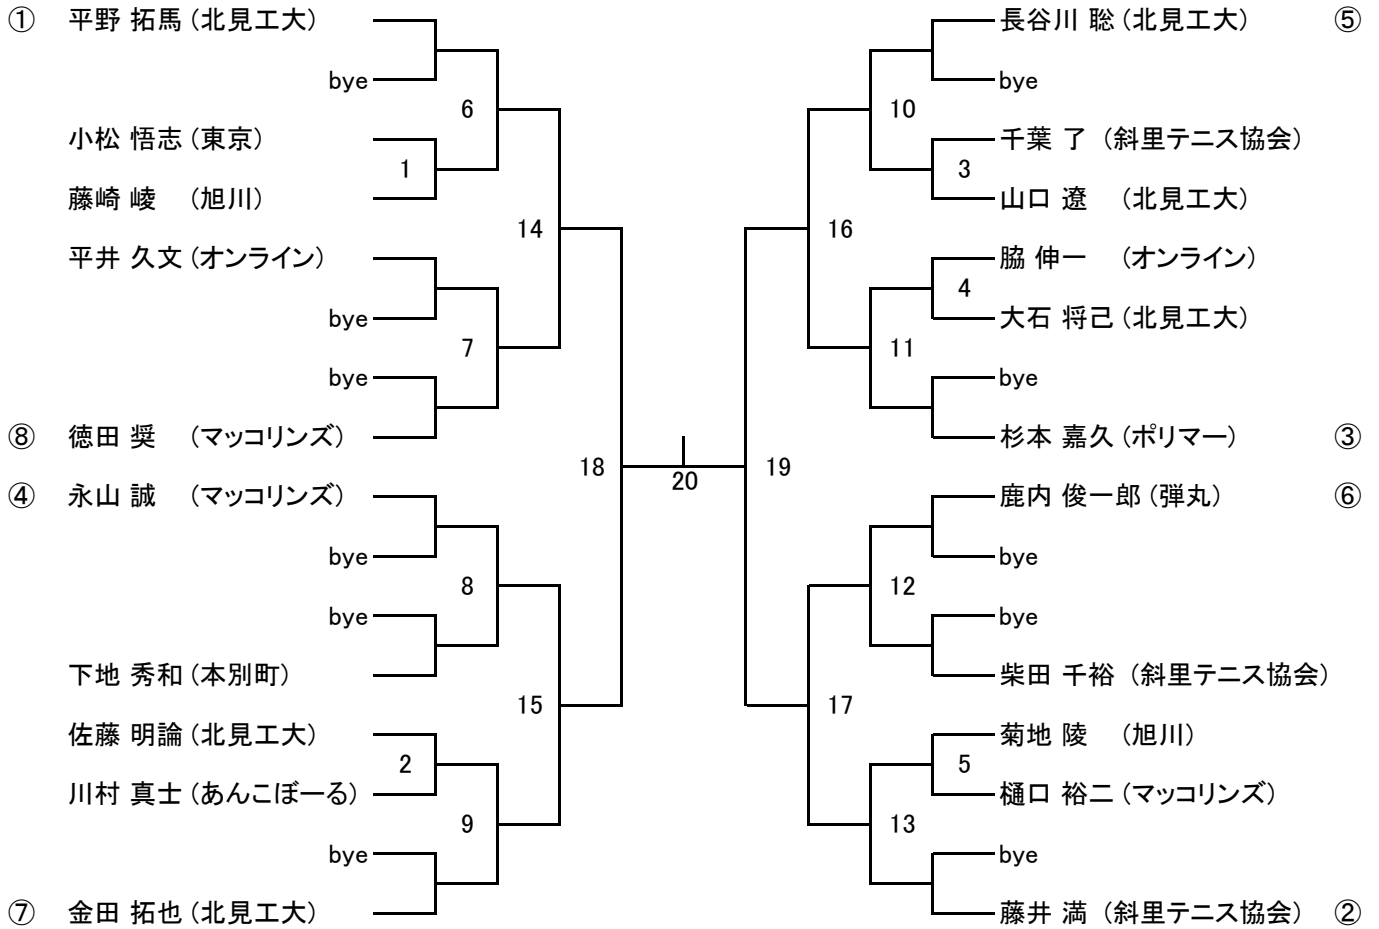 ① 平野 拓馬 (北見工大)
bye
6
小松 悟志 (東京)
1
藤崎 崚 (旭川)
14
平井 久文 (オンライン)
bye
7
bye
⑧ 徳田 奨 (マッコリンズ)
18
④ 永山 誠 (マッコリンズ)
bye
8
bye
下地 秀和 (本別町)
15
佐藤 明論 (北見工大)
2
川村 真士 (あんこぼーる)
9
bye
⑦ 金田 拓也 (北見工大)
20
長谷川 聡 (北見工大) ⑤
bye
10
千葉 了 (斜里テニス協会)
3
山口 遼 (北見工大)
16
脇 伸一 (オンライン)
4
大石 将己 (北見工大)
11
bye
杉本 嘉久 (ポリマー) ③
19
鹿内 俊一郎 (弾丸) ⑥
bye
12
bye
柴田 千裕 (斜里テニス協会)
17
菊地 陵 (旭川)
5
樋口 裕二 (マッコリンズ)
13
bye
藤井 満 (斜里テニス協会) ②